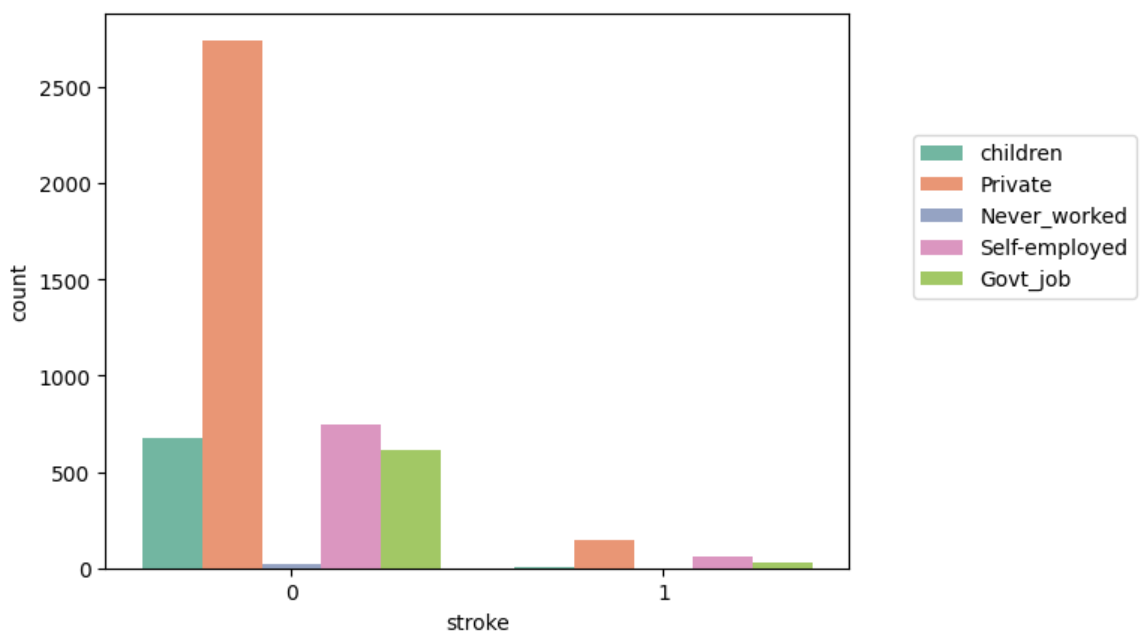 2500
2000
1500
1000
500
0
count
0
1
stroke
children
Private
Never_worked
Self-employed
Govt_job